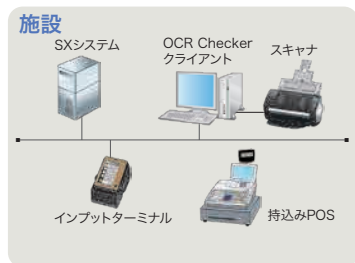 施設
SXシステム
OCR Checker
クライアント
スキャナ
インプットターミナル
持込みPOS